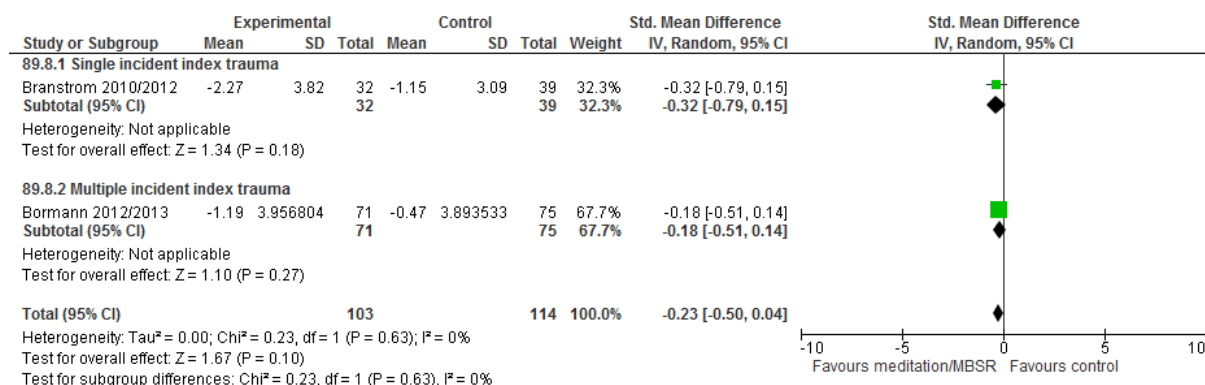 Experimental Control Std. Mean Difference Std. Mean Difference
Study or Subgroup Mean SD Total Mean SD Total Weight IV, Random, 95% CI IV, Random, 95% CI
89.8.1 Single incident index trauma
Branstrom 2010/2012 -2.27 3.82 32 -1.15 3.09 39 32.3% -0.32 [-0.79, 0.15]
Subtotal (95% CI) 32 39 32.3% -0.32 [-0.79, 0.15]
Heterogeneity: Not applicable
Test for overall effect: Z = 1.34 (P = 0.18)
89.8.2 Multiple incident index trauma
Bormann 2012/2013 -1.19 3.956804 71 -0.47 3.893533 75 67.7% -0.18 [-0.51, 0.14]
Subtotal (95% CI) 71 75 67.7% -0.18 [-0.51, 0.14]
Heterogeneity: Not applicable
Test for overall effect: Z = 1.10 (P = 0.27)
Total (95% CI) 103 114 100.0% -0.23 [-0.50, 0.04]
Heterogeneity: Tau² = 0.00; Chi² = 0.23, df = 1 (P = 0.63); I² = 0%
Test for overall effect: Z = 1.67 (P = 0.10)
Test for subgroup differences: Chi² = 0.23, df = 1 (P = 0.63), I² = 0%
-10 -5 0 5 10
Favours meditation/MBSR Favours control